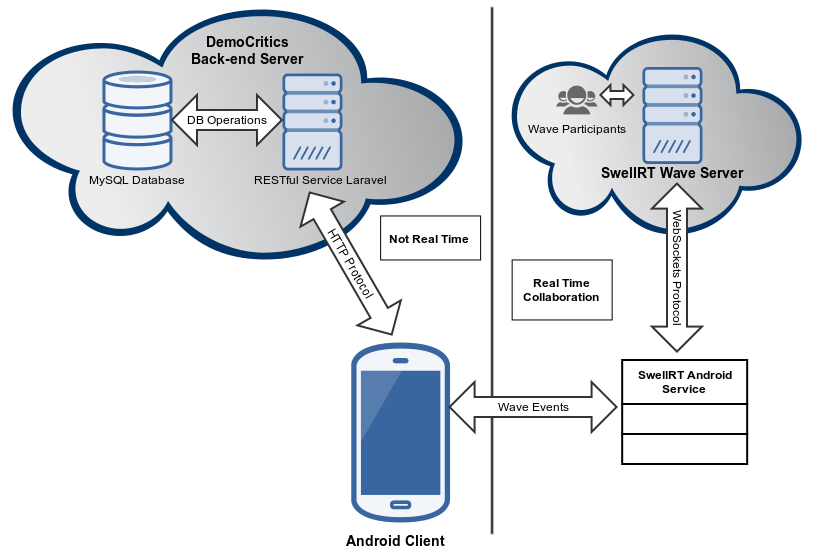 DemoCritics
Back-end Server
DB Operations
MySQL Database
RESTful Service Laravel
HTTP Protocol
Not Real Time
Wave Participants
SwellRT Wave Server
WebSockets Protocol
Real Time
Collaboration
SwellRT Android
Service
Wave Events
Android Client